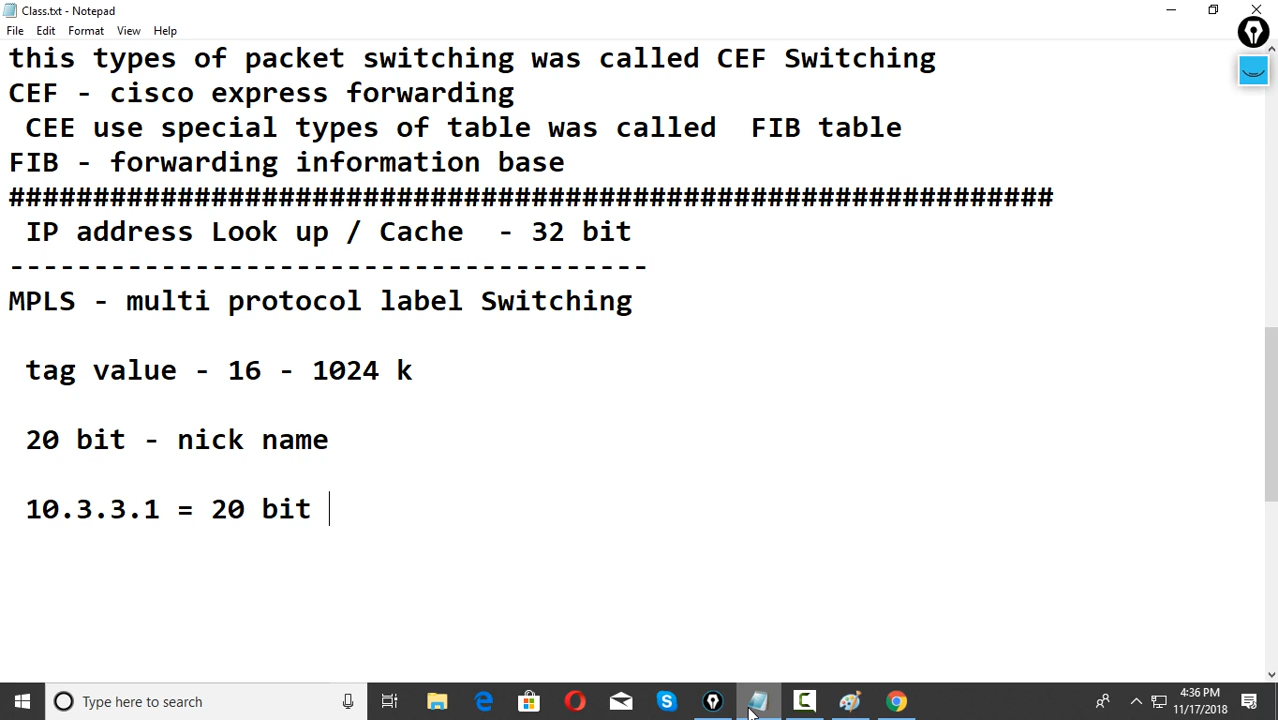 Class.txt - Notepad
File Edit Format View Help
this types of packet switching was called CEF Switching
CEF - cisco express forwarding
CEE use special types of table was called FIB table
FIB - forwarding information base
##############################################################
IP address Look up / Cache - 32 bit
--------------------------------------
MPLS - multi protocol label Switching
tag value - 16 - 1024 k
20 bit - nick name
10.3.3.1 = 20 bit
Type here to search
4:36 PM
11/17/2018